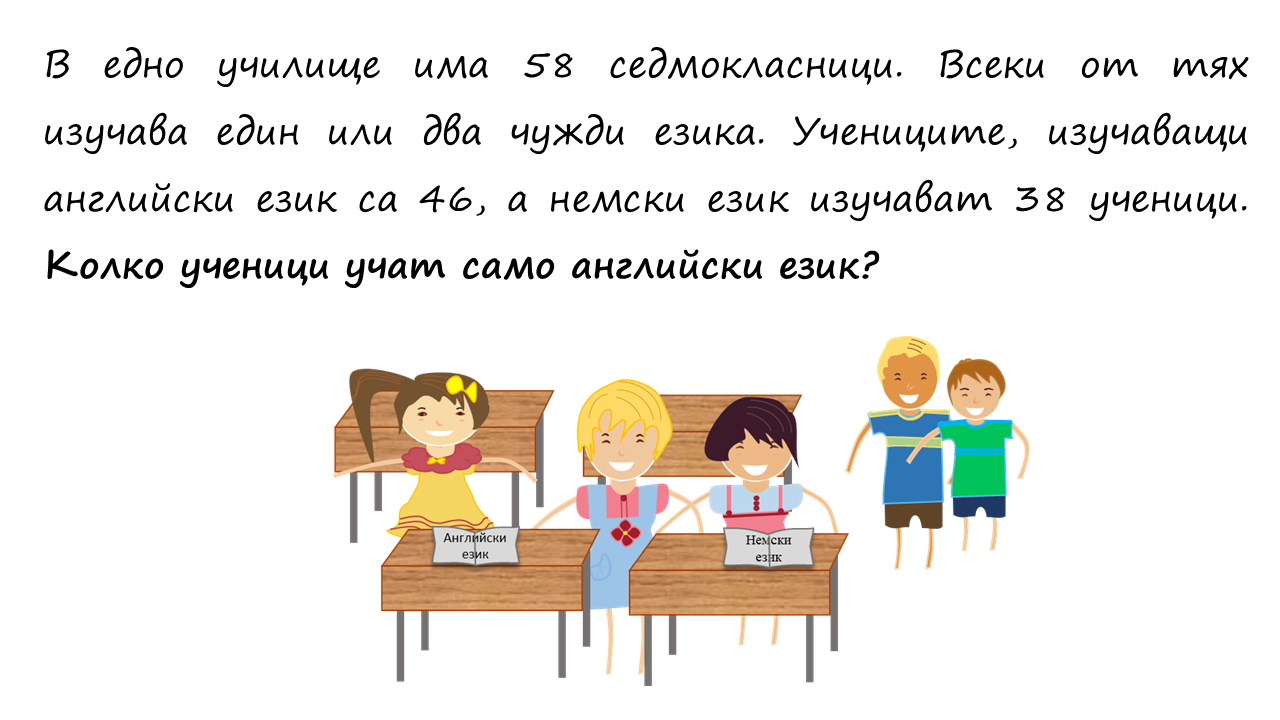 В едно училище има 58 седмокласници. Всеки от тях
изучава един или два чужди езика. Учениците, изучаващи
английски език са 46, а немски език изучават 38 ученици.
Колко ученици учат само английски език?
Английски
език
Немски
език